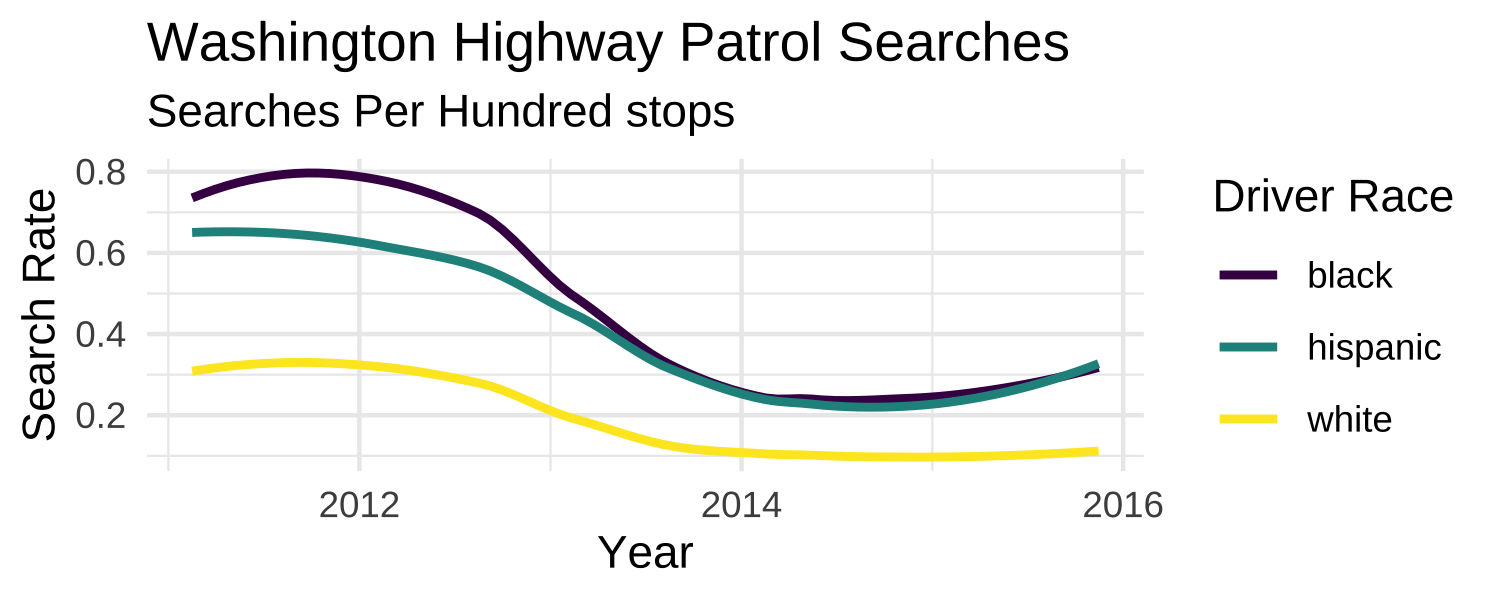 Washington Highway Patrol Searches
Searches Per Hundred stops
Search Rate
0.8
0.6
0.4
0.2
2012
2014
2016
Year
Driver Race
black
hispanic
white